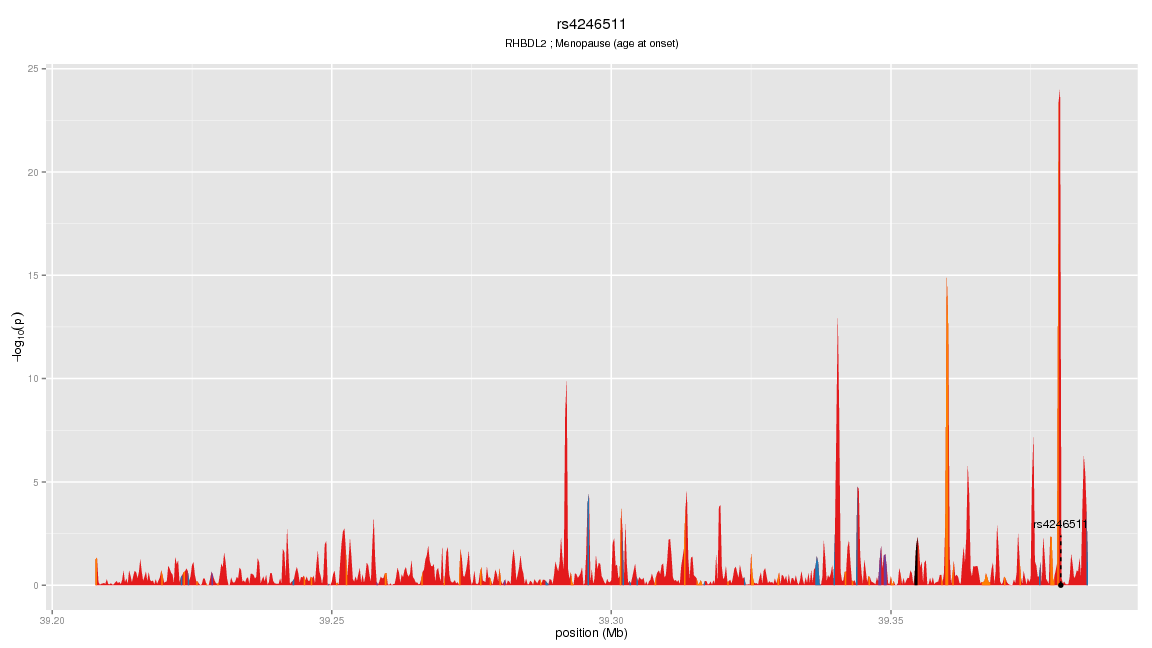 rs4246511
RHBDL2 ; Menopause (age at onset)
25
20
15
10
5
0
−log10(p)
rs4246511
39.20
39.25
39.30
39.35
position (Mb)